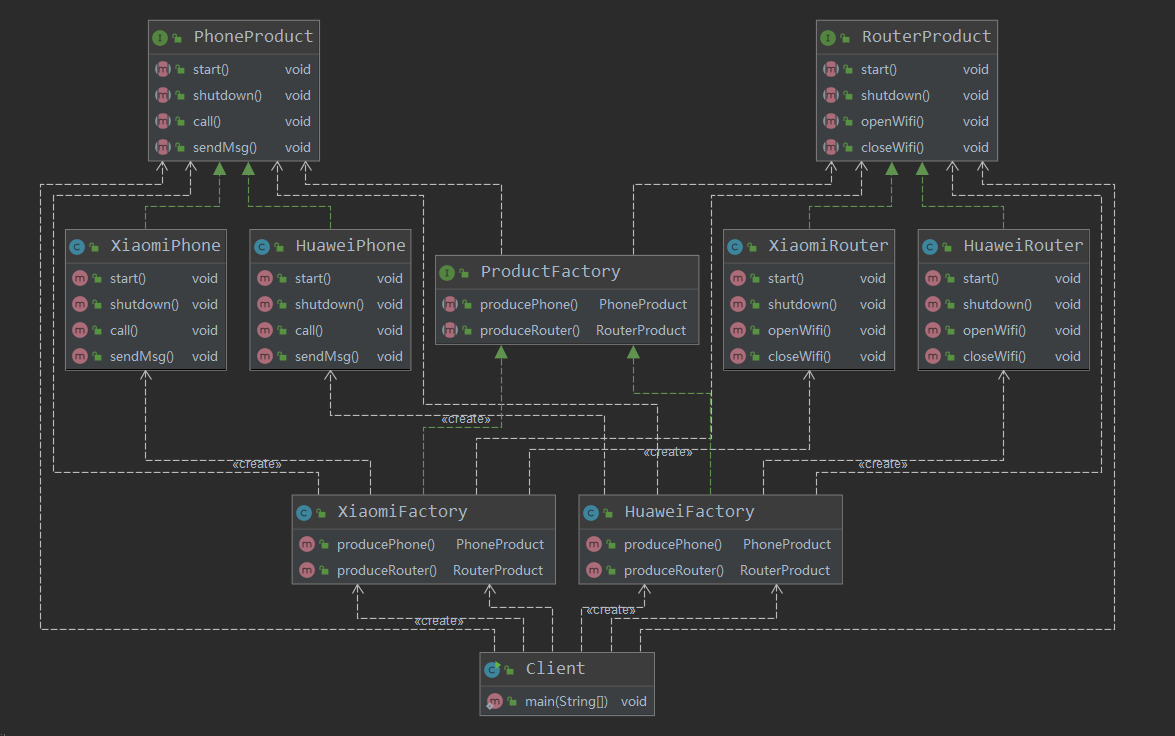 PhoneProduct
start() void
shutdown() void
call() void
sendMsg() void
RouterProduct
start() void
shutdown() void
openWifi() void
closeWifi() void
XiaomiPhone
start() void
shutdown() void
call() void
sendMsg() void
HuaweiPhone
start() void
shutdown() void
call() void
sendMsg() void
ProductFactory
producePhone() PhoneProduct
produceRouter() RouterProduct
XiaomiRouter
start() void
shutdown() void
openWifi() void
closeWifi() void
HuaweiRouter
start() void
shutdown() void
openWifi() void
closeWifi() void
«create»
«create»
«create»
«create»
XiaomiFactory
producePhone() PhoneProduct
produceRouter() RouterProduct
HuaweiFactory
producePhone() PhoneProduct
produceRouter() RouterProduct
«create»
«create»
Client
main(String[]) void